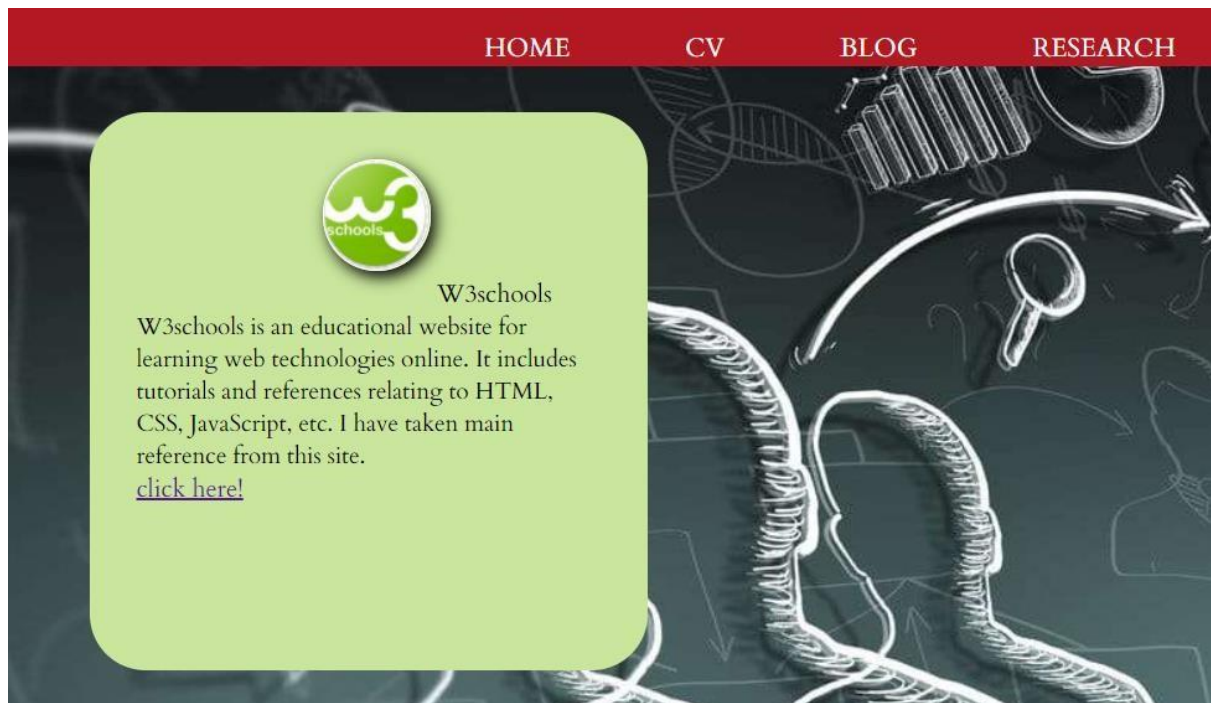 HOME CV BLOG RESEARCH
w3
schools
W3schools
W3schools is an educational website for
learning web technologies online. It includes
tutorials and references relating to HTML,
CSS, JavaScript, etc. I have taken main
reference from this site.
click here!